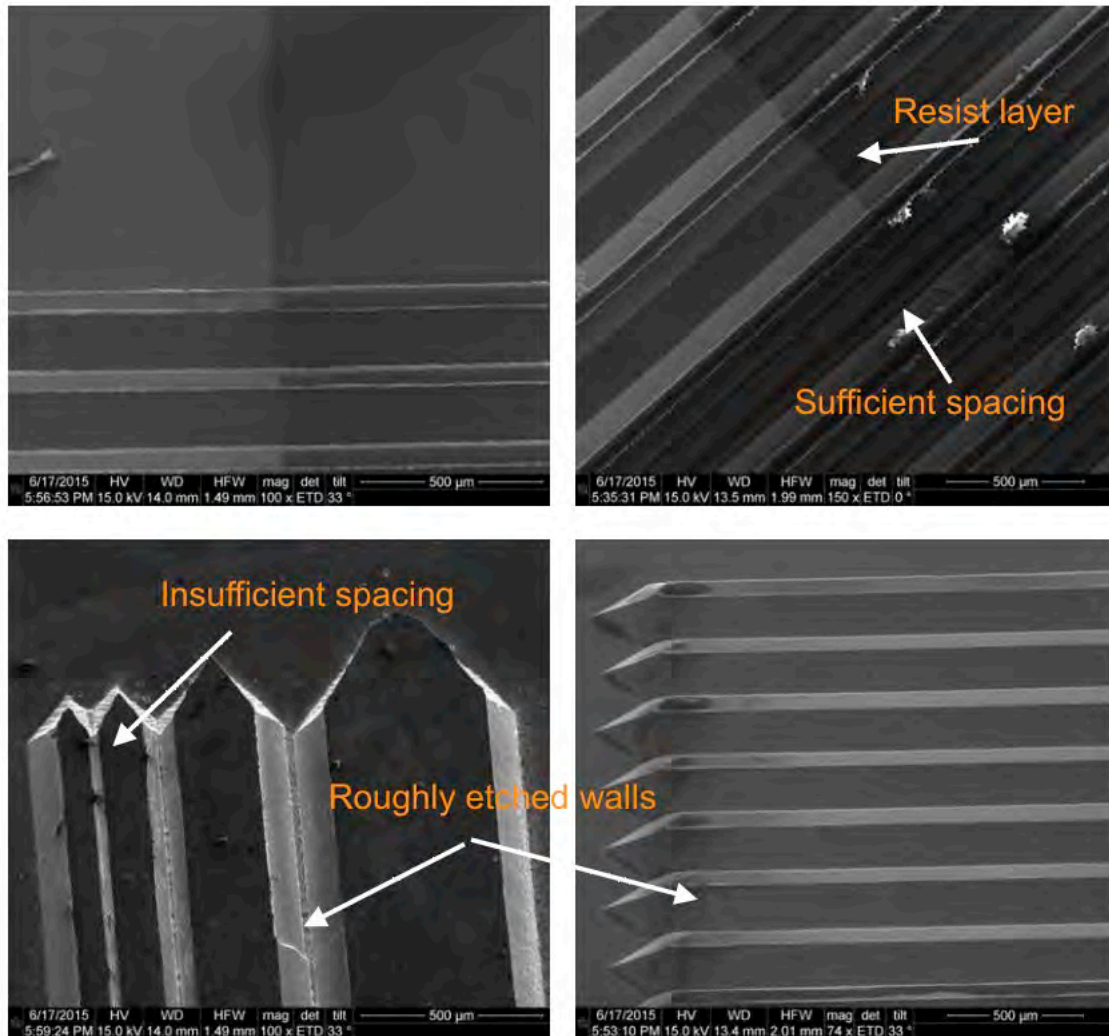 Resist layer
Sufficient spacing
6/17/2015 HV WD HFW mag det tilt 500 µm
5:56:53 PM 15.0 kV 14.0 mm 1.49 mm 100 x ETD 33 °
6/17/2015 HV WD HFW mag det tilt 500 µm
5:35:31 PM 15.0 kV 13.5 mm 1.99 mm 150 x ETD 0 °
Insufficient spacing
Roughly etched walls
6/17/2015 HV WD HFW mag det tilt 500 µm
5:59:24 PM 15.0 kV 14.0 mm 1.49 mm 100 x ETD 33 °
6/17/2015 HV WD HFW mag det tilt 500 µm
5:53:10 PM 15.0 kV 13.4 mm 2.01 mm 74 x ETD 33 °